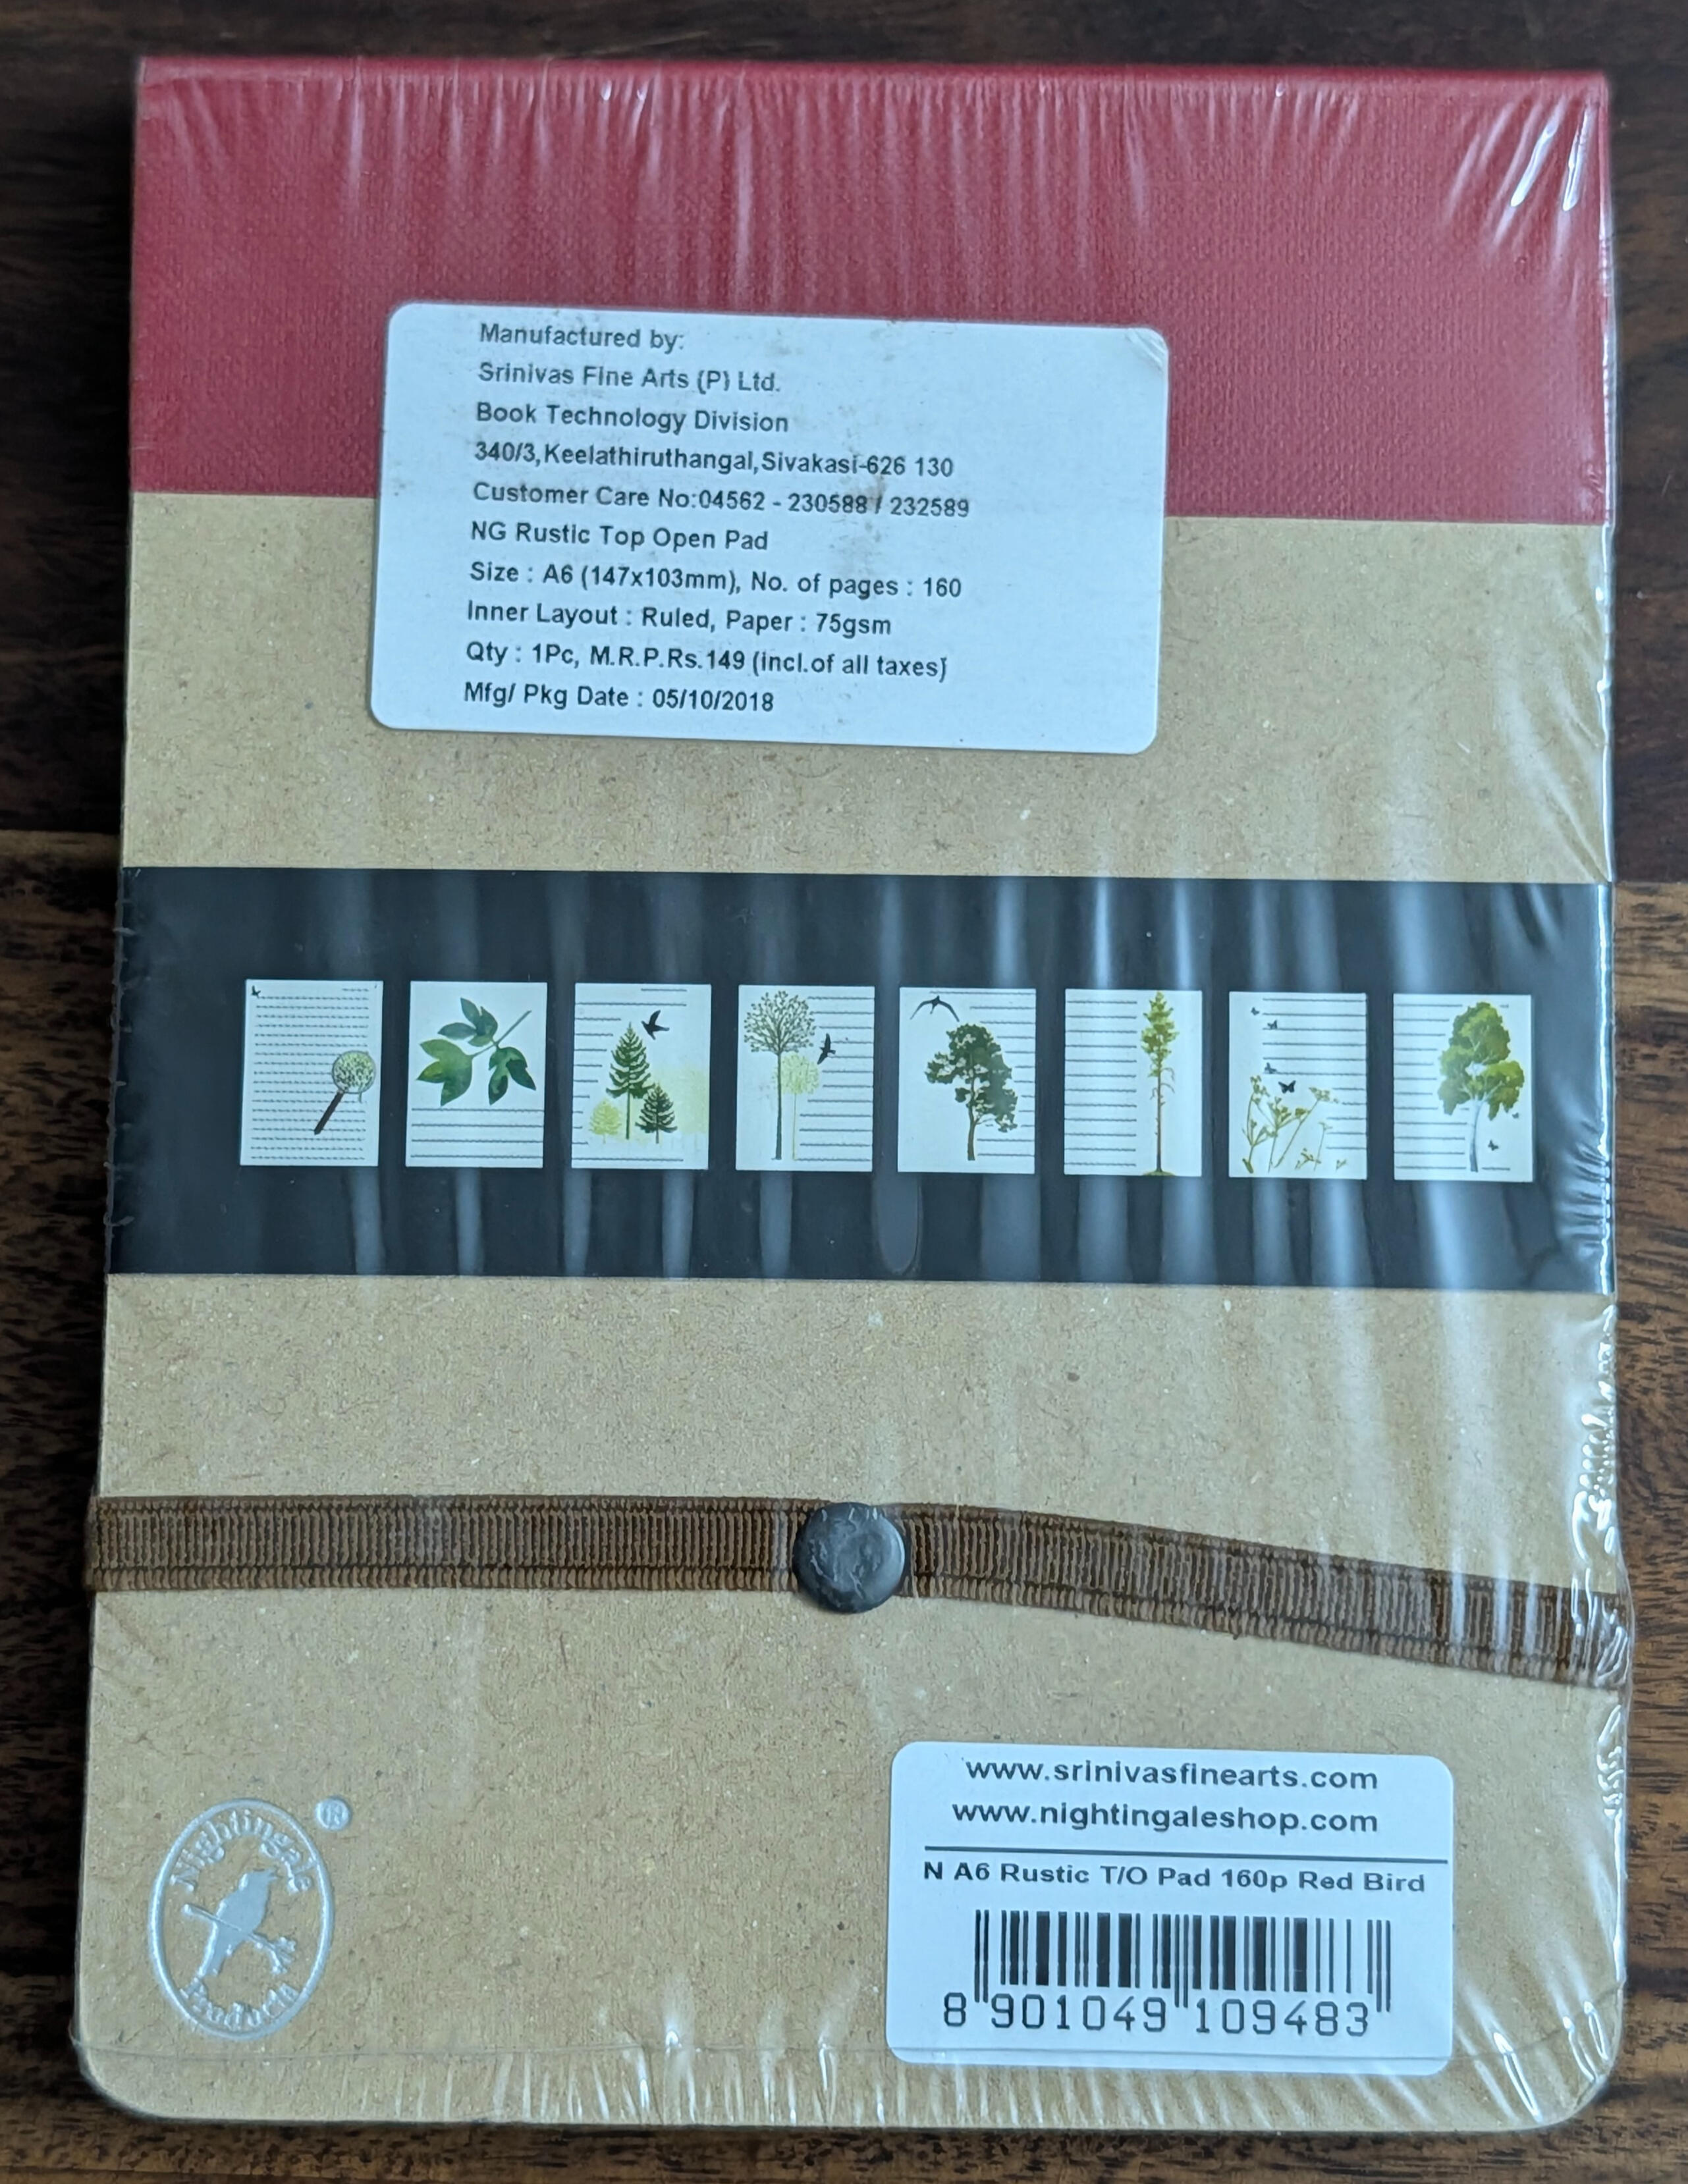 Manufactured by:
Srinivas Fine Arts (P) Ltd.
Book Technology Division
340/3,Keelathiruthangal,Sivakasi-626 130
Customer Care No:04562 - 230588 / 232589
NG Rustic Top Open Pad
Size : A6 (147x103mm), No. of pages : 160
Inner Layout : Ruled, Paper : 75gsm
Qty : 1Pc, M.R.P.Rs.149 (incl.of all taxes)
Mfg/ Pkg Date : 05/10/2018
Nightingale ®
Products
www.srinivasfinearts.com
www.nightingaleshop.com
N A6 Rustic T/O Pad 160p Red Bird
8 901049 109483